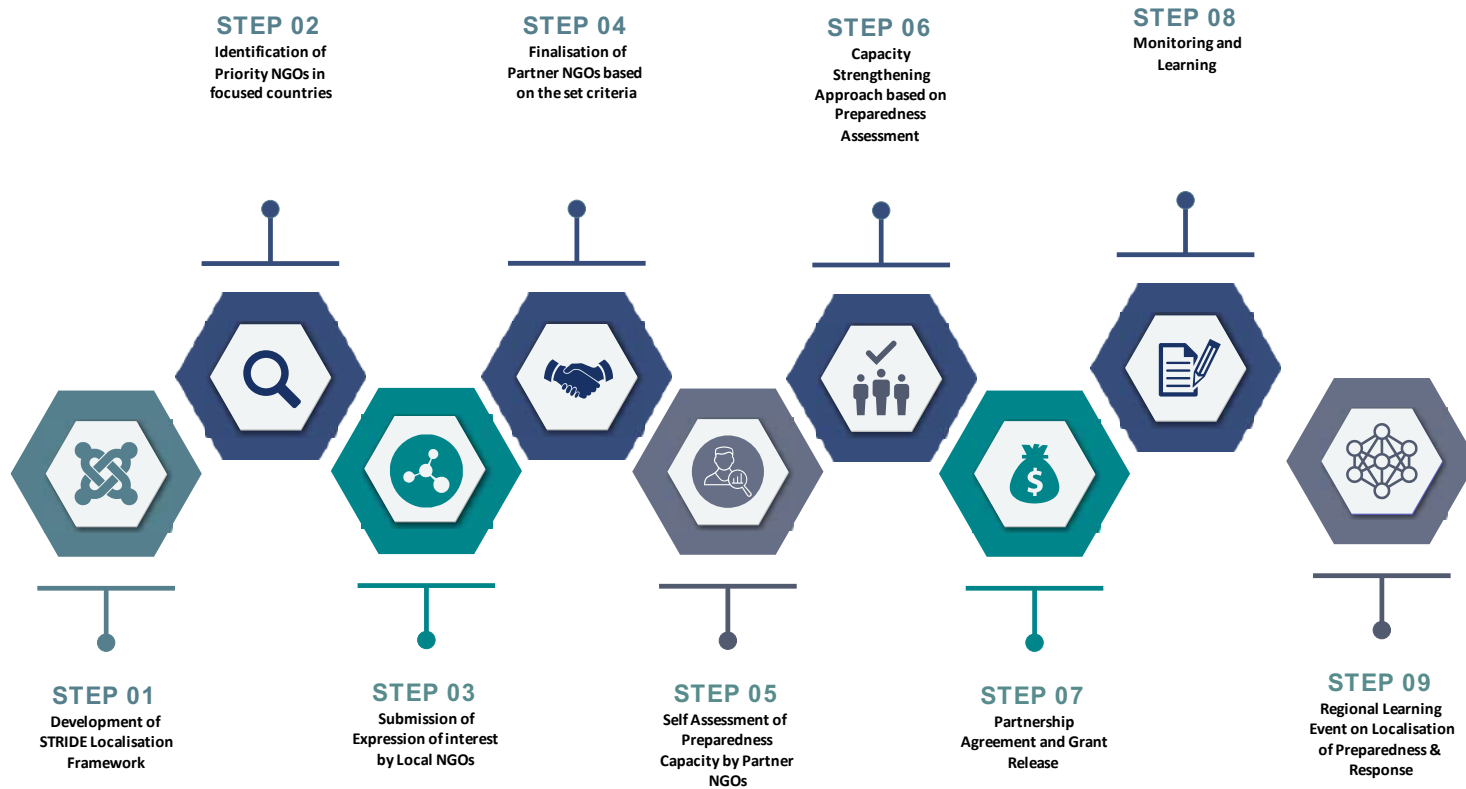 STEP 01
Development of
STRIDE Localisation
Framework
STEP 02
Identification of
Priority NGOs in
focused countries
STEP 03
Submission of
Expression of interest
by Local NGOs
STEP 04
Finalisation of
Partner NGOs based
on the set criteria
STEP 05
Self Assessment of
Preparedness
Capacity by Partner
NGOs
STEP 06
Capacity
Strengthening
Approach based on
Preparedness
Assessment
STEP 07
Partnership
Agreement and Grant
Release
$
STEP 08
Monitoring and
Learning
STEP 09
Regional Learning
Event on Localisation
of Preparedness &
Response